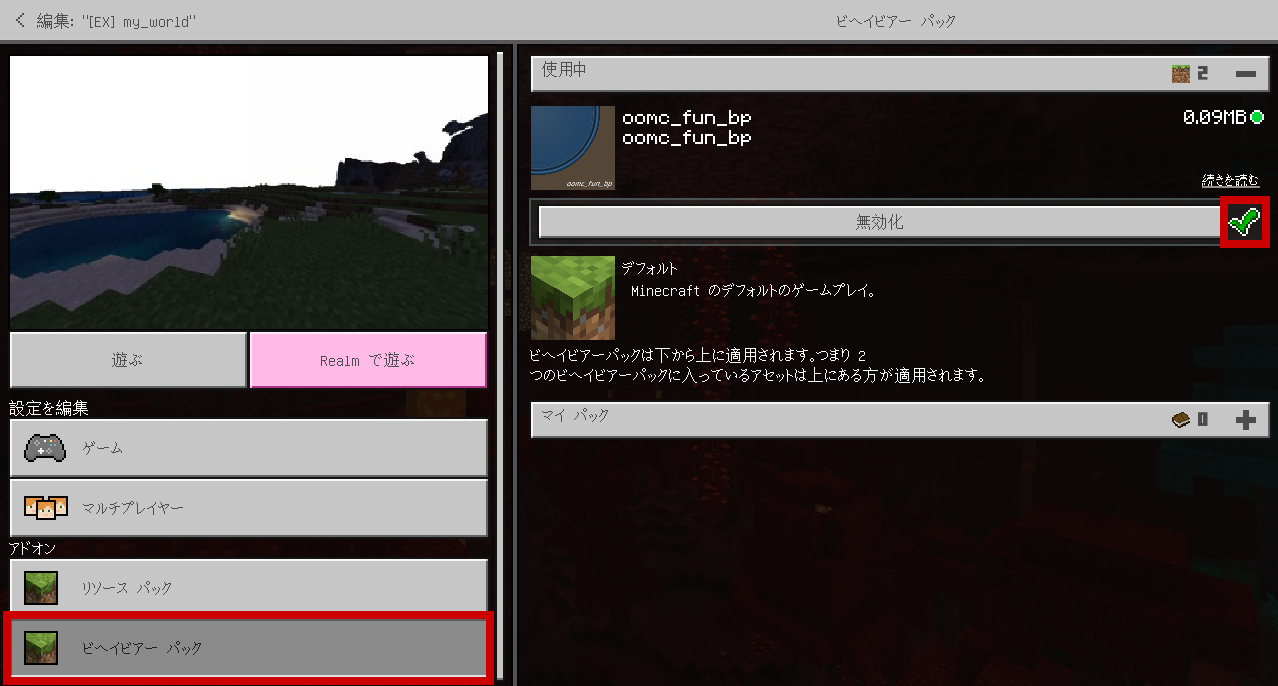 編集: "[EX] my_world"
ビヘイビアー パック
遊ぶ
Realm で遊ぶ
設定を編集
ゲーム
マルチプレイヤー
アドオン
リソース パック
ビヘイビアー パック
使用中
2
oomc_fun_bp
oomc_fun_bp
oomc_fun_bp
0.09MB
続きを読む
無効化
デフォルト
Minecraft のデフォルトのゲームプレイ。
ビヘイビアーパックは下から上に適用されます。つまり 2
つのビヘイビアーパックに入っているアセットは上にある方が適用されます。
マイ パック
0